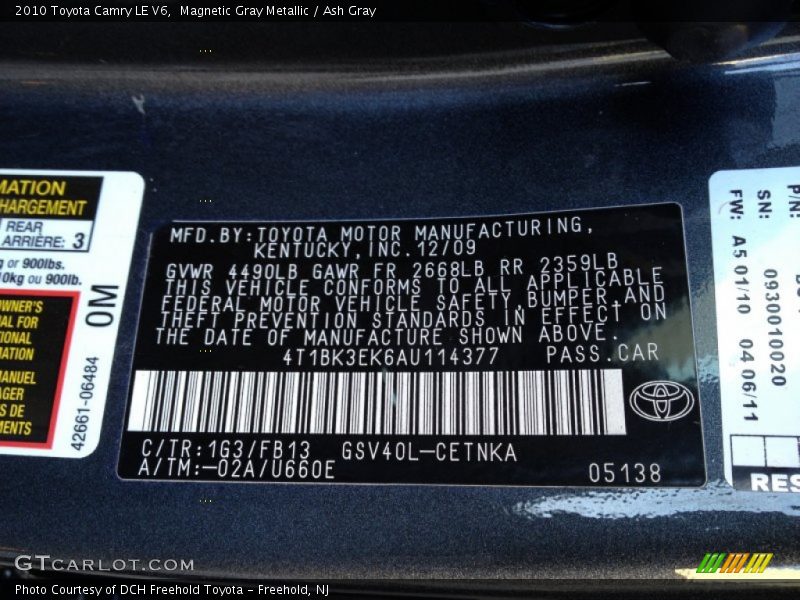 2010 Toyota Camry LE V6,  Magnetic Gray Metallic / Ash Gray
MATION
HARGEMENT
REAR
ARRIÈRE: 3
g or 900lbs.
10kg ou 900lb.
OWNER'S
AL FOR
TIONAL
MATION
MANUEL
AGER
S DE
MENTS
OM
42661-06484
MFD.BY:TOYOTA MOTOR MANUFACTURING,
KENTUCKY,INC.12/09
GVWR 4490LB GAWR FR 2668LB RR 2359LB
THIS VEHICLE CONFORMS TO ALL APPLICABLE
FEDERAL MOTOR VEHICLE SAFETY,BUMPER,AND
THEFT PREVENTION STANDARDS IN EFFECT ON
THE DATE OF MANUFACTURE SHOWN ABOVE.
4T1BK3EK6AU114377 PASS.CAR
C/TR:1G3/FB13 GSV40L-CETNKA
A/TM:-02A/U660E 05138
P/N:
SN: 0930010020
FW: A5 01/10 04 06/11
RES
GTCARLOT.COM
Photo Courtesy of DCH Freehold Toyota - Freehold, NJ